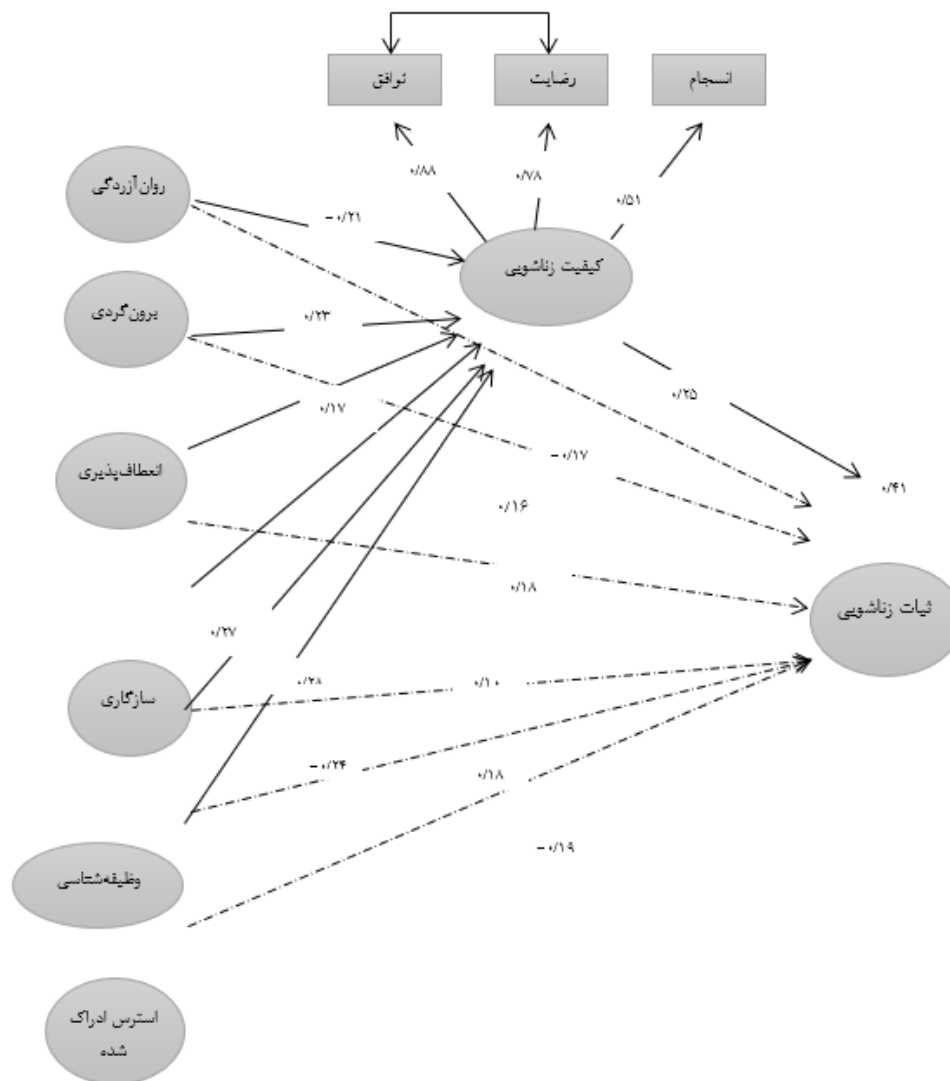 توافق
رضایت
انسجام
۰/۸۸
۰/۷۸
۰/۵۱
روان‌آزردگی
-۰/۲۱
کیفیت زناشویی
برون‌گردی
۰/۲۳
۰/۱۷
۰/۲۵
انعطاف‌پذیری
-۰/۱۷
۰/۴۱
۰/۱۶
۰/۱۸
ثبات زناشویی
۰/۲۷
سازگاری
۰/۲۸
۰/۱۰
-۰/۲۴
۰/۱۸
-۰/۱۹
وظیفه‌شناسی
استرس ادراک
شده